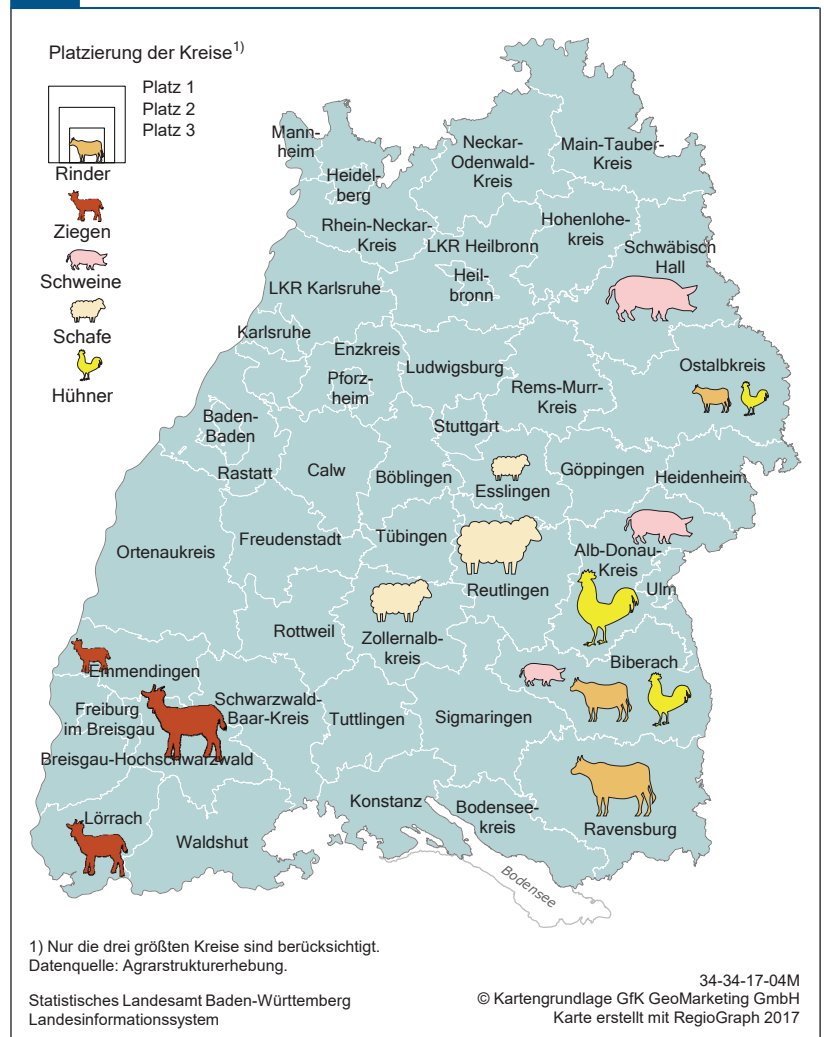 Platzierung der Kreise1)
Platz 1
Platz 2
Platz 3
Rinder
Ziegen
Schweine
Schafe
Hühner
Mann-
heim
Heidel-
berg
Neckar-
Odenwald-
Kreis
Main-Tauber-
Kreis
Rhein-Neckar-
Kreis
LKR Heilbronn
Hohenlohe-
kreis
Schwäbisch
Hall
Heil-
bronn
LKR Karlsruhe
Karlsruhe
Enzkreis
Pforz-
heim
Ludwigsburg
Rems-Murr-
Kreis
Ostalbkreis
Baden-
Baden
Stuttgart
Rastatt
Calw
Böblingen
Esslingen
Göppingen
Heidenheim
Ortenaukreis
Freudenstadt
Tübingen
Reutlingen
Alb-Donau-
Kreis
Ulm
Rottweil
Zollernalb-
kreis
Emmendingen
Biberach
Freiburg
im Breisgau
Schwarzwald-
Baar-Kreis
Tuttlingen
Sigmaringen
Breisgau-Hochschwarzwald
Lörrach
Waldshut
Konstanz
Bodensee-
kreis
Ravensburg
Bodensee
1) Nur die drei größten Kreise sind berücksichtigt.
Datenquelle: Agrarstrukturerhebung.
Statistisches Landesamt Baden-Württemberg
Landesinformationssystem
34-34-17-04M
© Kartengrundlage GfK GeoMarketing GmbH
Karte erstellt mit RegioGraph 2017